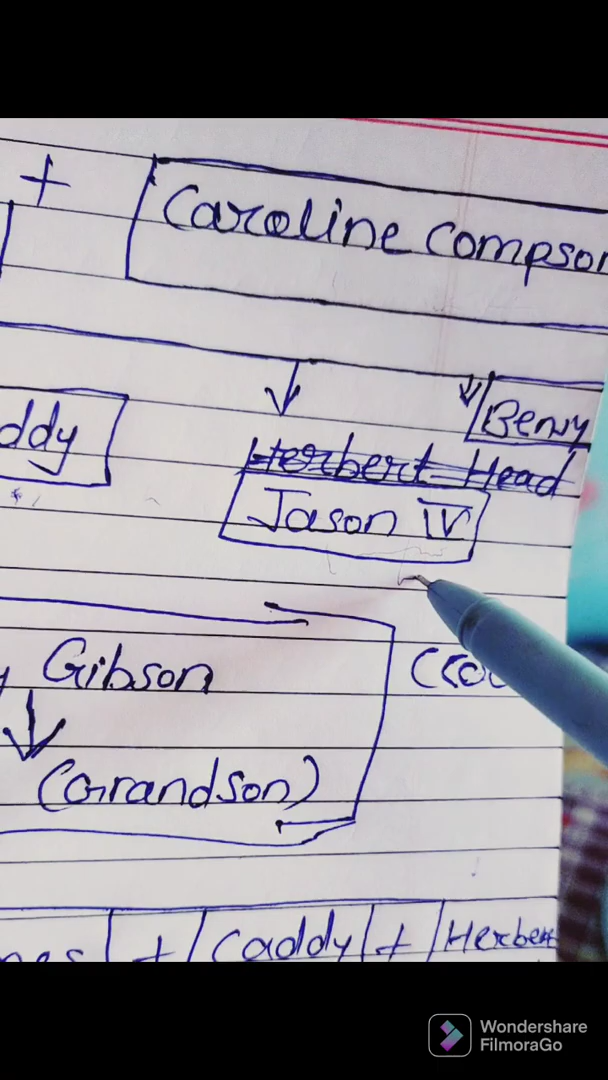 + Caroline Compson
ddy
Benjy
Herbert Head
Jason IV
y Gibson
(Grandson)
+ Caddy + Herbert
Wondershare
FilmoraGo